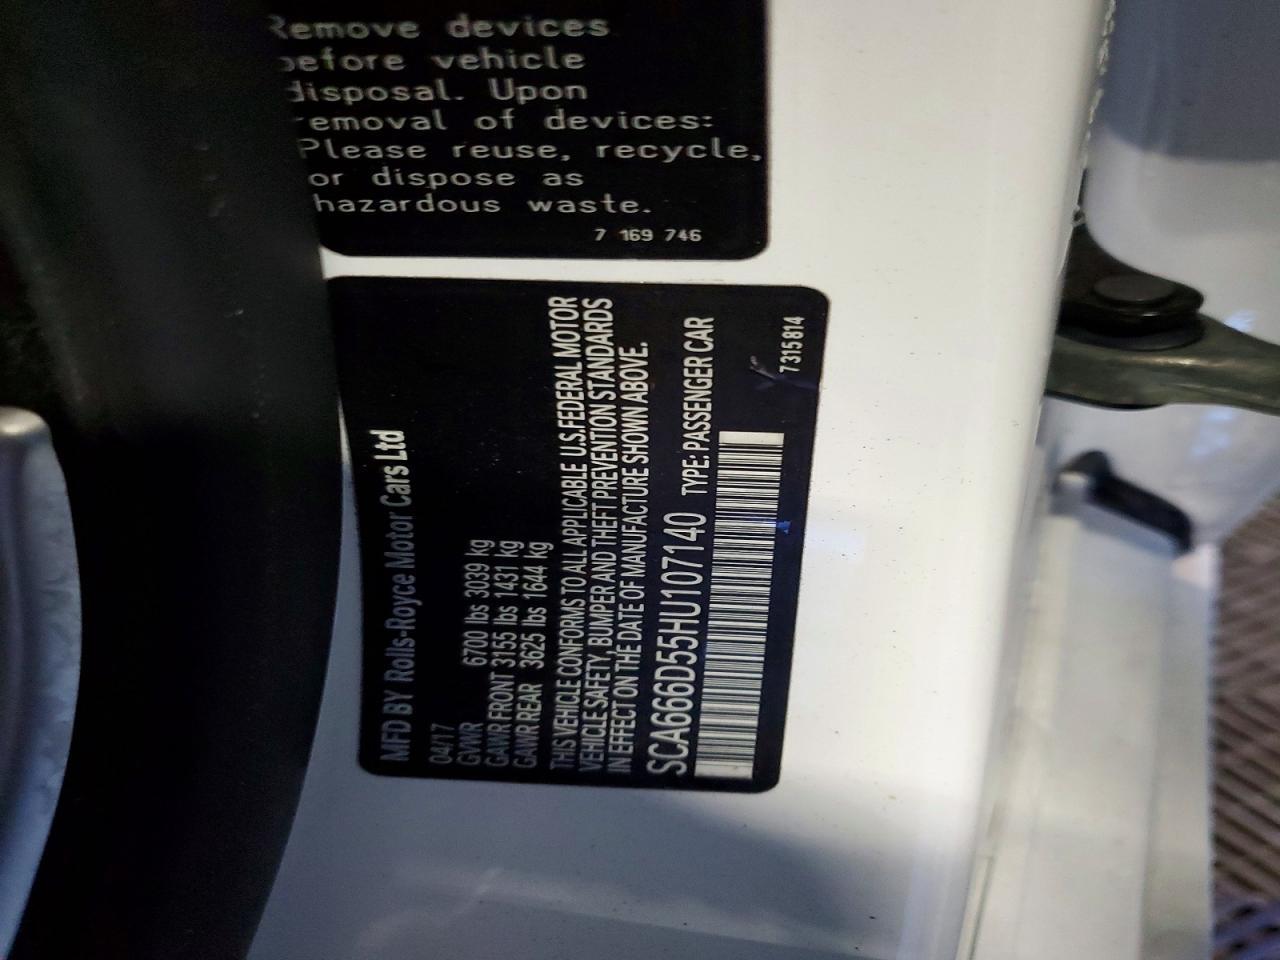 Remove devices
before vehicle
disposal. Upon
removal of devices:
Please reuse, recycle,
or dispose as
hazardous waste.
7 169 746
MFD BY Rolls-Royce Motor Cars Ltd
04/17
GVWR 6700 lbs 3039 kg
GAWR FRONT 3155 lbs 1431 kg
GAWR REAR 3625 lbs 1644 kg
THIS VEHICLE CONFORMS TO ALL APPLICABLE U.S.FEDERAL MOTOR
VEHICLE SAFETY, BUMPER AND THEFT PREVENTION STANDARDS
IN EFFECT ON THE DATE OF MANUFACTURE SHOWN ABOVE.
SCA666D55HU107140 TYPE: PASSENGER CAR
7315814